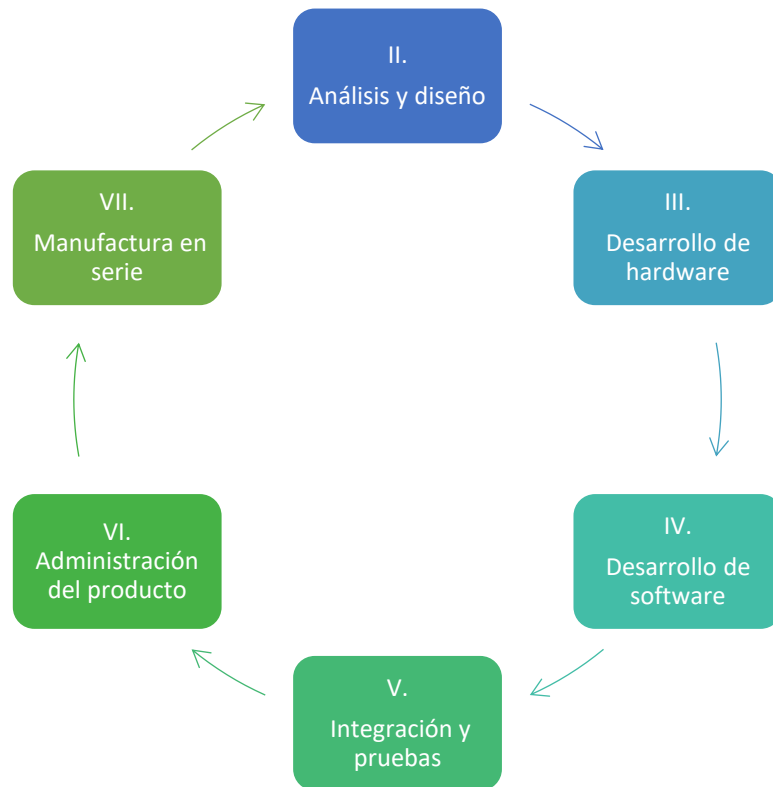 II.
Análisis y diseño
III.
Desarrollo de
hardware
IV.
Desarrollo de
software
V.
Integración y
pruebas
VI.
Administración
del producto
VII.
Manufactura en
serie